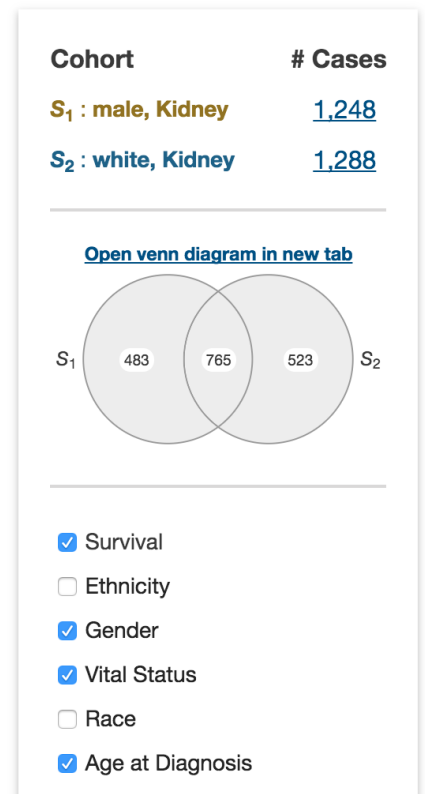 Cohort # Cases
S₁ : male, Kidney 1,248
S₂ : white, Kidney 1,288
Open venn diagram in new tab
S₁ 483 765 523 S₂
Survival
Ethnicity
Gender
Vital Status
Race
Age at Diagnosis